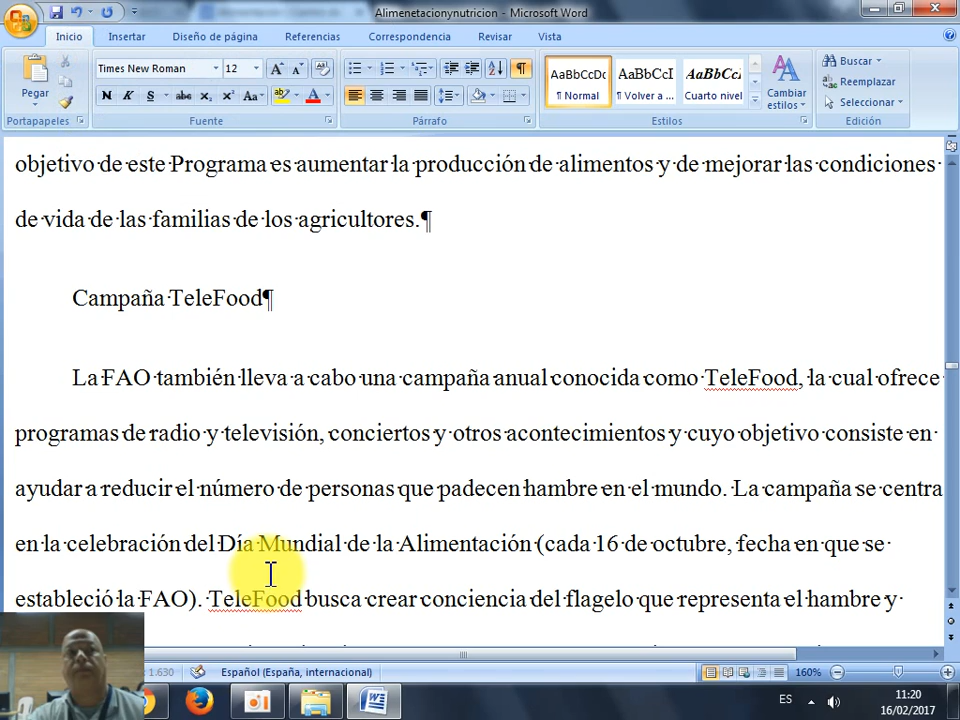 Alimenetacionynutricion - Microsoft Word
Inicio Insertar Diseño de página Referencias Correspondencia Revisar Vista
Pegar
Times New Roman 12
N K S abc x₂ x² Aa
AaBbCcDc AaBbCcI AaBbCc.
¶ Normal ¶ Volver a ... Cuarto nivel
Cambiar estilos
Buscar
Reemplazar
Seleccionar
Portapapeles Fuente Párrafo Estilos Edición
objetivo de este Programa es aumentar la producción de alimentos y de mejorar las condiciones
de vida de las familias de los agricultores.¶
Campaña TeleFood¶
La FAO también lleva a cabo una campaña anual conocida como TeleFood, la cual ofrece
programas de radio y televisión, conciertos y otros acontecimientos y cuyo objetivo consiste en
ayudar a reducir el número de personas que padecen hambre en el mundo. La campaña se centra
en la celebración del Día Mundial de la Alimentación (cada 16 de octubre, fecha en que se
estableció la FAO). TeleFood busca crear conciencia del flagelo que representa el hambre y
1.630 Español (España, internacional) 160%
ES 11:20
16/02/2017